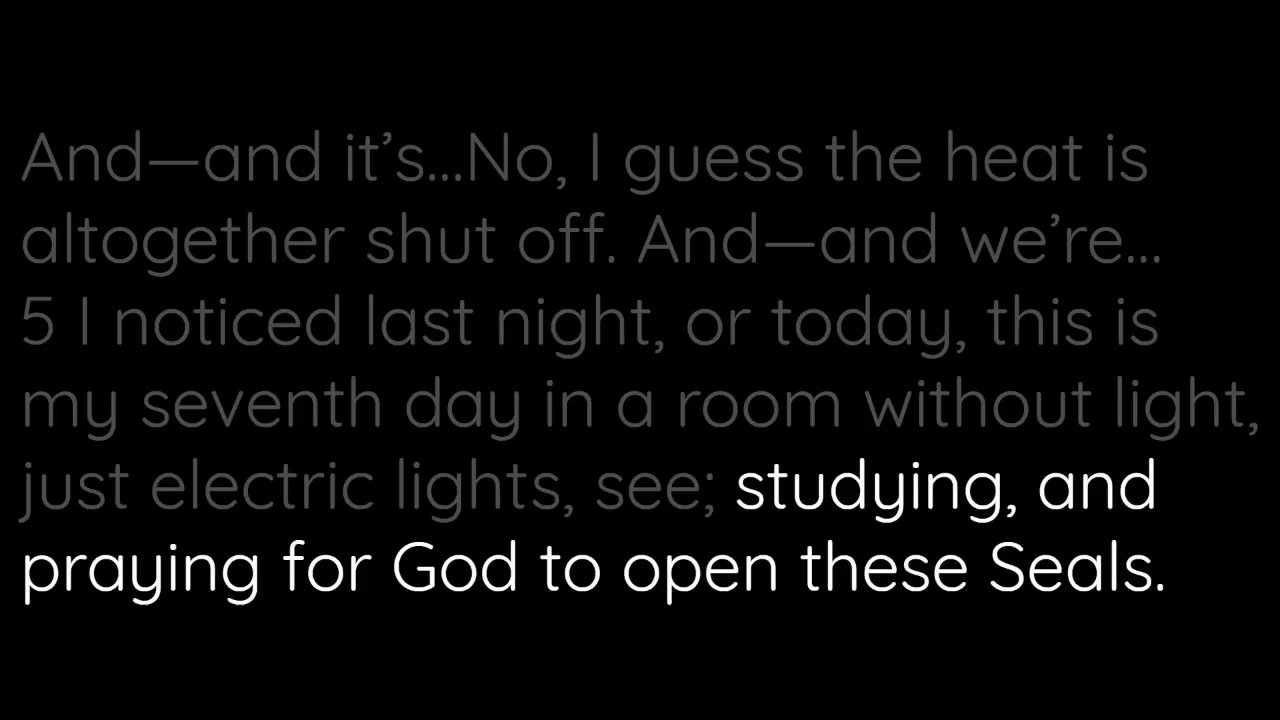 And—and it’s...No, I guess the heat is
altogether shut off. And—and we’re...
5 I noticed last night, or today, this is
my seventh day in a room without light,
just electric lights, see; studying, and
praying for God to open these Seals.